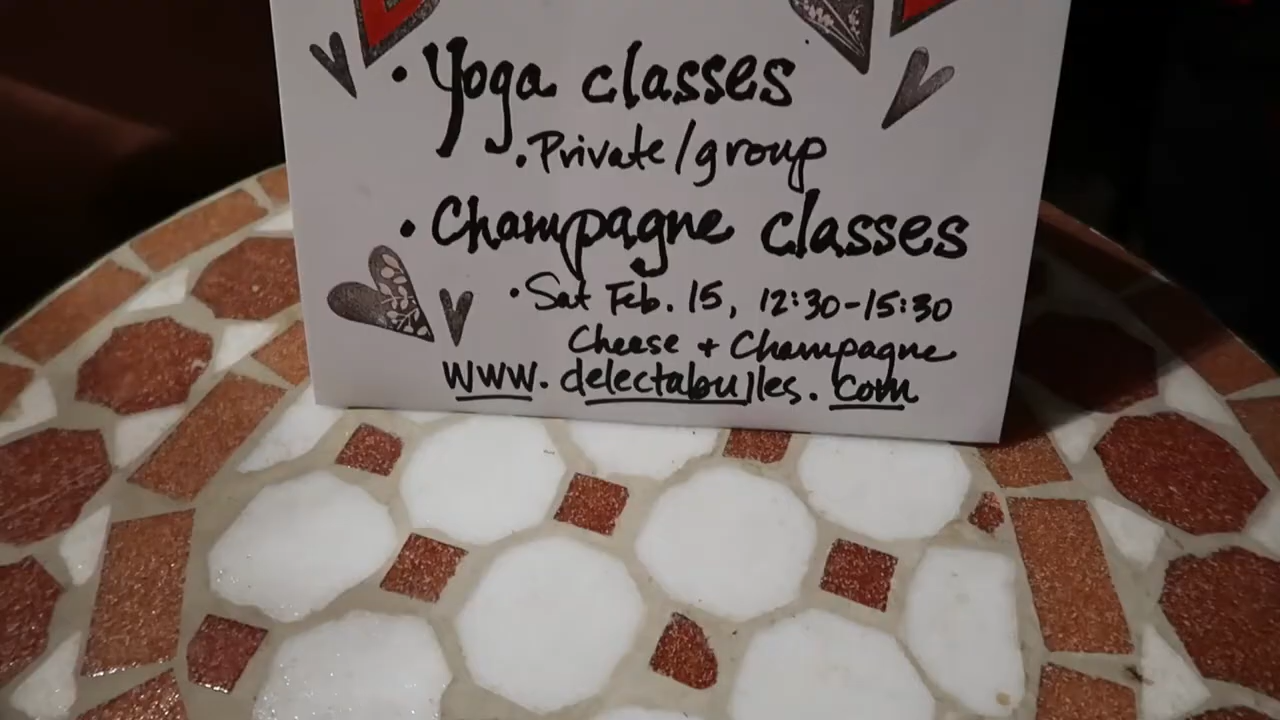 • Yoga classes
• Private/group
• Champagne classes
• Sat Feb. 15, 12:30-15:30
Cheese + Champagne
www.delectabulles.com